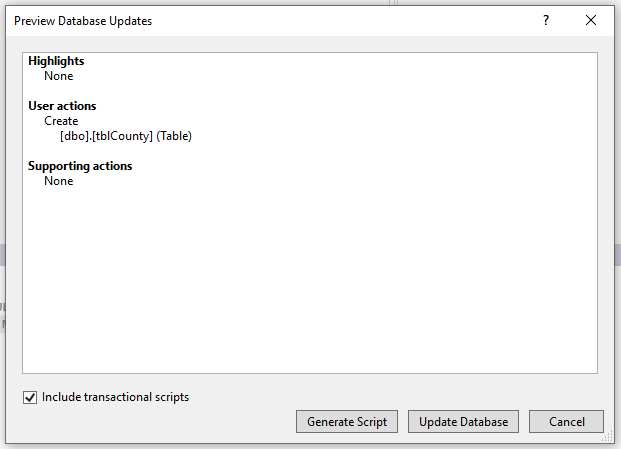 Preview Database Updates
?
Highlights
None
User actions
Create
[dbo].[tblCounty] (Table)
Supporting actions
None
Include transactional scripts
Generate Script
Update Database
Cancel